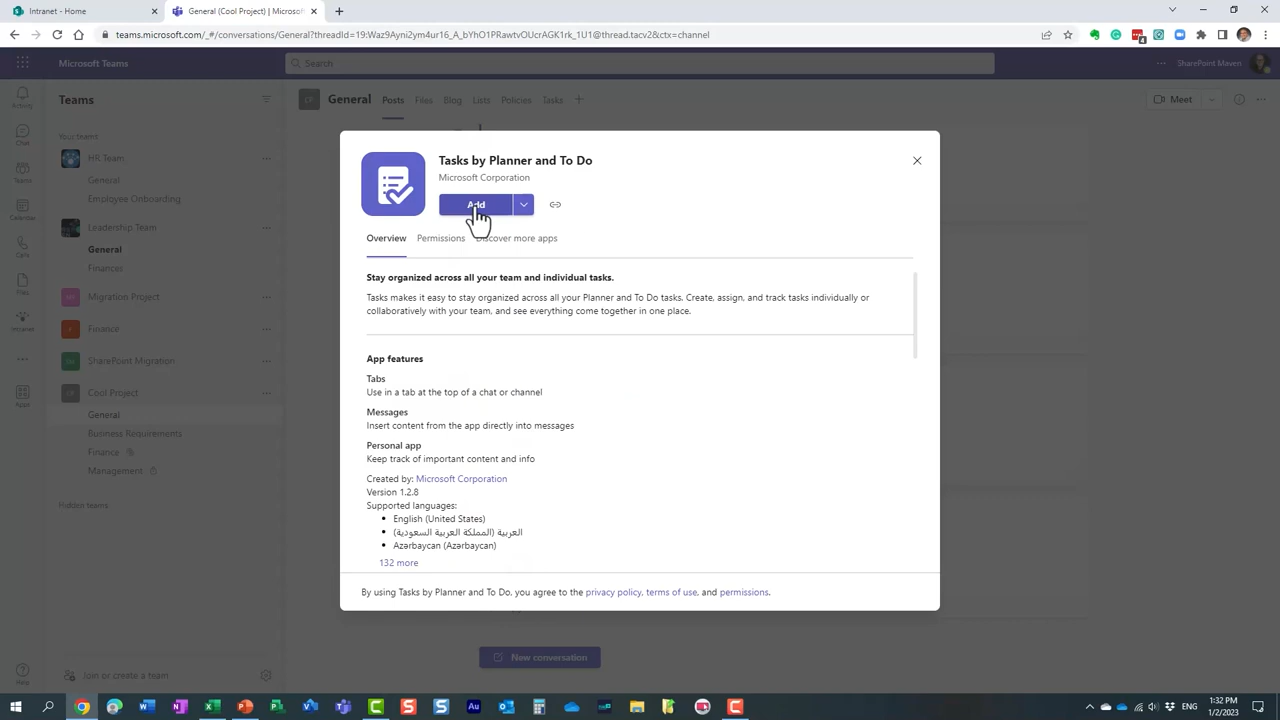 Intranet - Home
General (Cool Project) | Microsoft
teams.microsoft.com/_#/conversations/General?threadId=19:Waz9Ayni2ym4ur16_A_bYhO1PRawtvOUcrAGK1rk_1U1@thread.tacv2&ctx=channel
Microsoft Teams
Search
SharePoint Maven
Activity
Chat
Teams
Calendar
Calls
Files
Intranet
Apps
Help
Teams
Your teams
HR Team
General
Employee Onboarding
Leadership Team
General
Finances
Migration Project
Finance
F
SharePoint Migration
Cool Project
CP
General
Business Requirements
Finance
Management
Hidden teams
Join or create a team
General
Posts
Files
Blog
Lists
Policies
Tasks
Meet
Tasks by Planner and To Do
Microsoft Corporation
Add
Overview
Permissions
Discover more apps
Stay organized across all your team and individual tasks.
Tasks makes it easy to stay organized across all your Planner and To Do tasks. Create, assign, and track tasks individually or
collaboratively with your team, and see everything come together in one place.
App features
Tabs
Use in a tab at the top of a chat or channel
Messages
Insert content from the app directly into messages
Personal app
Keep track of important content and info
Created by: Microsoft Corporation
Version 1.2.8
Supported languages:
English (United States)
العربية (المملكة العربية السعودية)
Azərbaycan (Azərbaycan)
132 more
By using Tasks by Planner and To Do, you agree to the privacy policy, terms of use, and permissions.
New conversation
ENG
1:32 PM
1/2/2023